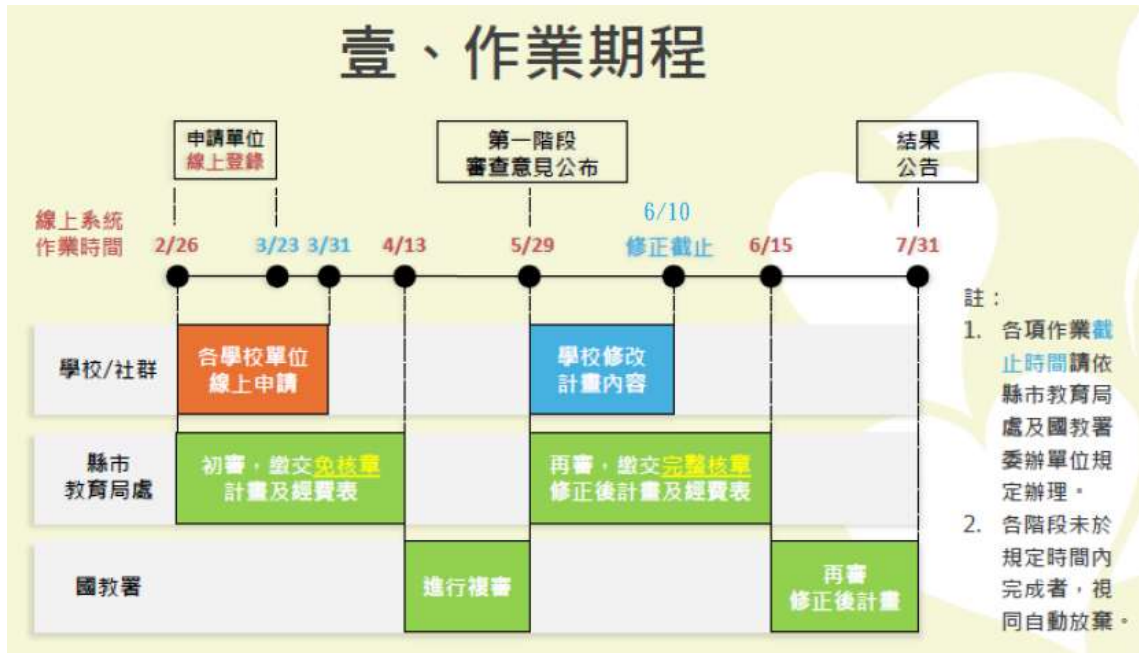 壹、作業期程
申請單位
線上登錄
第一階段
審查意見公布
結果
公告
線上系統
作業時間
2/26
3/23
3/31
4/13
5/29
6/10
修正截止
6/15
7/31
學校/社群
各學校單位
線上申請
學校修改
計畫內容
縣市
教育局處
初審，繳交免核章
計畫及經費表
再審，繳交完整核章
修正後計畫及經費表
國教署
進行複審
再審
修正後計畫
註：
1. 各項作業截
止時間請依
縣市教育局
處及國教署
委辦單位規
定辦理。
2. 各階段未於
規定時間內
完成者，視
同自動放棄。